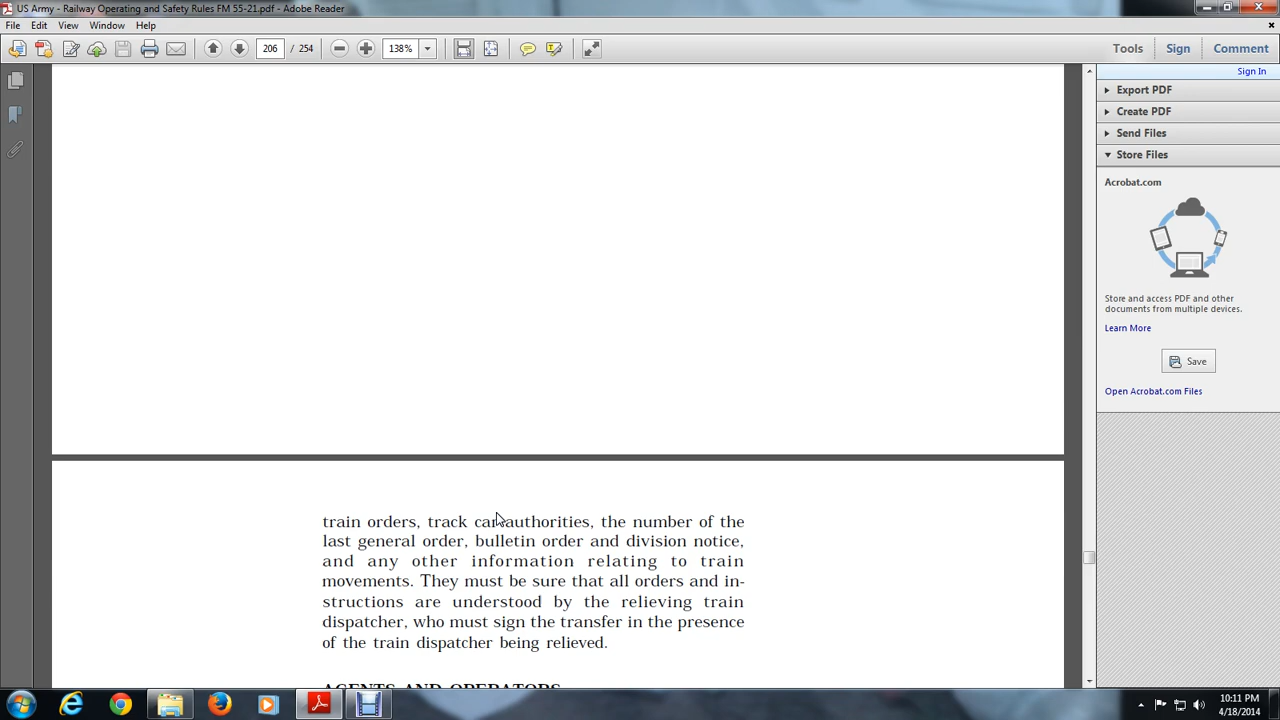 US Army - Railway Operating and Safety Rules FM 55-21.pdf - Adobe Reader
File Edit View Window Help
206 / 254 138% Tools Sign Comment
Sign In
Export PDF
Create PDF
Send Files
Store Files
Acrobat.com
Store and access PDF and other
documents from multiple devices.
Learn More
Save
Open Acrobat.com Files
train orders, track car authorities, the number of the
last general order, bulletin order and division notice,
and any other information relating to train
movements. They must be sure that all orders and in-
structions are understood by the relieving train
dispatcher, who must sign the transfer in the presence
of the train dispatcher being relieved.
AGENTS AND OPERATORS
10:11 PM
4/18/2014